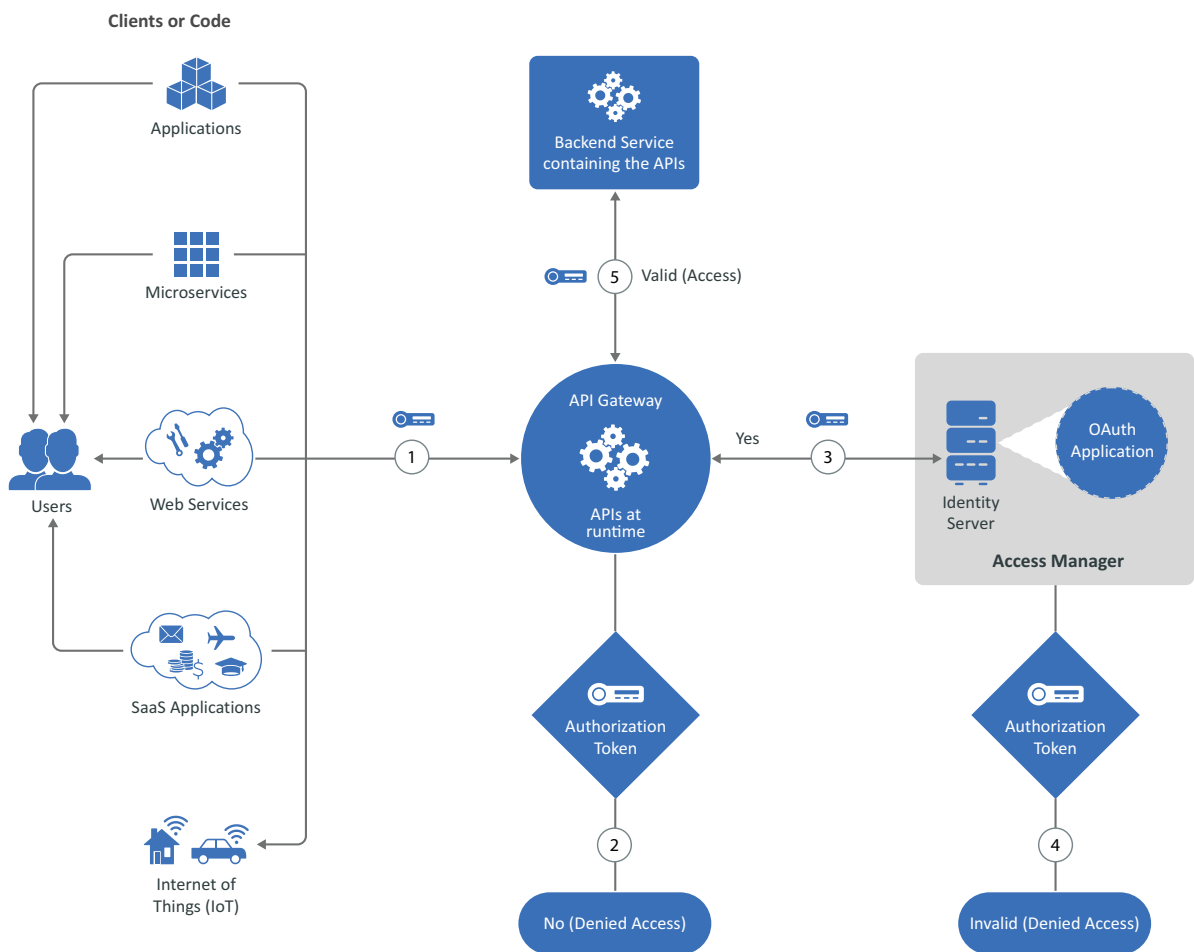 Clients or Code
Applications
Microservices
Users
Web Services
SaaS Applications
$
Internet of
Things (IoT)
1
Backend Service
containing the APIs
5
Valid (Access)
API Gateway
APIs at
runtime
Yes
3
OAuth
Application
Identity
Server
Access Manager
Authorization
Token
2
No (Denied Access)
Authorization
Token
4
Invalid (Denied Access)